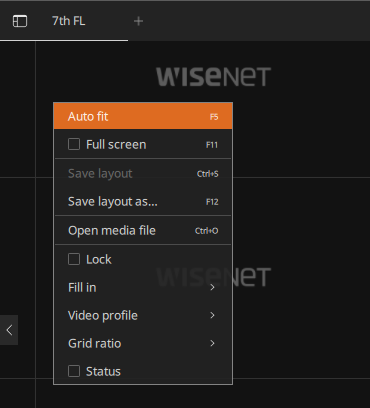 7th FL
WISENET
Auto fit F5
Full screen F11
Save layout Ctrl+S
Save layout as... F12
Open media file Ctrl+O
Lock
WISENET
Fill in
Video profile
Grid ratio
Status